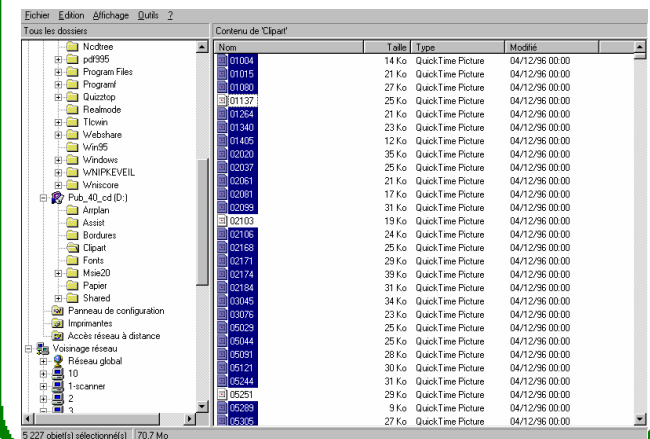 Fichier Edition Affichage Outils ?
Tous les dossiers
Contenu de 'Clipart'
Ncdtree
pdf995
Program Files
Programf
Quizztop
Realmode
Tlcwin
Webshare
Win95
Windows
WNIPKEVEIL
Wniscore
Pub_40_cd (D:)
Arrplan
Assist
Bordures
Clipart
Fonts
Msie20
Papier
Shared
Panneau de configuration
Imprimantes
Accès réseau à distance
Voisinage réseau
Réseau global
10
1-scanner
2
3
Nom Taille Type Modifié
01004 14 Ko QuickTime Picture 04/12/96 00:00
01015 21 Ko QuickTime Picture 04/12/96 00:00
01080 27 Ko QuickTime Picture 04/12/96 00:00
01137 25 Ko QuickTime Picture 04/12/96 00:00
01264 21 Ko QuickTime Picture 04/12/96 00:00
01340 23 Ko QuickTime Picture 04/12/96 00:00
01405 12 Ko QuickTime Picture 04/12/96 00:00
02020 35 Ko QuickTime Picture 04/12/96 00:00
02037 25 Ko QuickTime Picture 04/12/96 00:00
02061 21 Ko QuickTime Picture 04/12/96 00:00
02081 17 Ko QuickTime Picture 04/12/96 00:00
02099 31 Ko QuickTime Picture 04/12/96 00:00
02103 19 Ko QuickTime Picture 04/12/96 00:00
02106 24 Ko QuickTime Picture 04/12/96 00:00
02168 25 Ko QuickTime Picture 04/12/96 00:00
02171 29 Ko QuickTime Picture 04/12/96 00:00
02174 39 Ko QuickTime Picture 04/12/96 00:00
02184 31 Ko QuickTime Picture 04/12/96 00:00
03045 34 Ko QuickTime Picture 04/12/96 00:00
03076 23 Ko QuickTime Picture 04/12/96 00:00
05029 25 Ko QuickTime Picture 04/12/96 00:00
05044 25 Ko QuickTime Picture 04/12/96 00:00
05091 28 Ko QuickTime Picture 04/12/96 00:00
05121 30 Ko QuickTime Picture 04/12/96 00:00
05244 31 Ko QuickTime Picture 04/12/96 00:00
05251 29 Ko QuickTime Picture 04/12/96 00:00
05289 9 Ko QuickTime Picture 04/12/96 00:00
05305 27 Ko QuickTime Picture 04/12/96 00:00
5 227 objet(s) sélectionné(s) 70,7 Mo